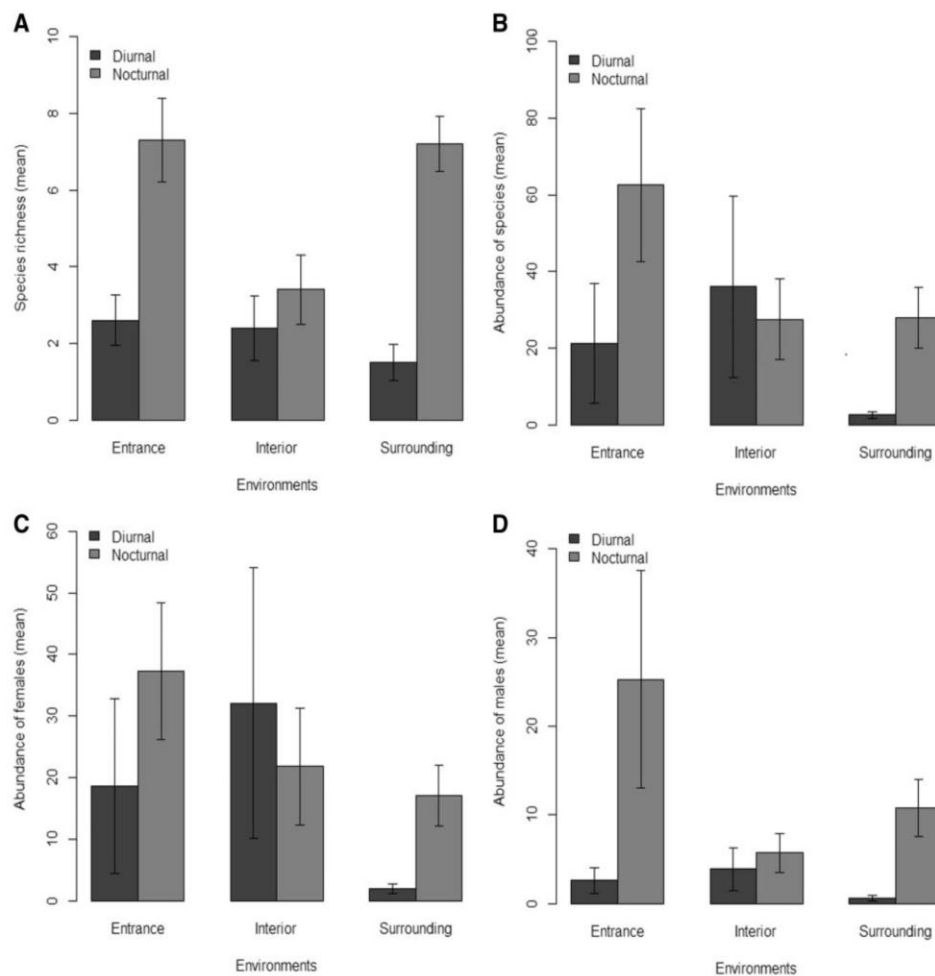 A
Species richness (mean)
10
8
6
4
2
0
Diurnal
Nocturnal
Entrance
Interior
Surrounding
Environments
B
Abundance of species (mean)
100
80
60
40
20
0
Diurnal
Nocturnal
Entrance
Interior
Surrounding
Environments
C
Abundance of females (mean)
60
50
40
30
20
10
0
Diurnal
Nocturnal
Entrance
Interior
Surrounding
Environments
D
Abundance of males (mean)
40
30
20
10
0
Diurnal
Nocturnal
Entrance
Interior
Surrounding
Environments